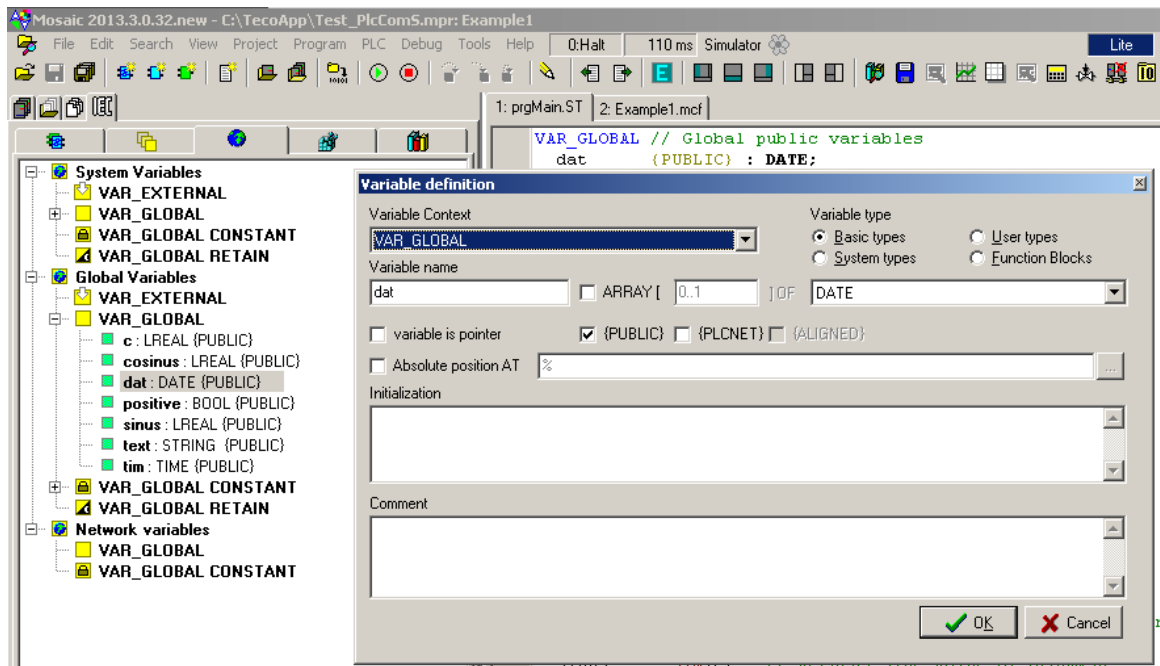 Mosaic 2013.3.0.32.new - C:\TecoApp\Test_PlcComS.mpr: Example1
File Edit Search View Project Program PLC Debug Tools Help 0:Halt 110 ms Simulator Lite
1: prgMain.ST 2: Example1.mcf
VAR_GLOBAL // Global public variables
dat {PUBLIC} : DATE;
System Variables
VAR_EXTERNAL
VAR_GLOBAL
VAR_GLOBAL CONSTANT
VAR_GLOBAL RETAIN
Global Variables
VAR_EXTERNAL
VAR_GLOBAL
c : LREAL {PUBLIC}
cosinus : LREAL {PUBLIC}
dat : DATE {PUBLIC}
positive : BOOL {PUBLIC}
sinus : LREAL {PUBLIC}
text : STRING {PUBLIC}
tim : TIME {PUBLIC}
VAR_GLOBAL CONSTANT
VAR_GLOBAL RETAIN
Network variables
VAR_GLOBAL
VAR_GLOBAL CONSTANT
Variable definition
Variable Context
VAR_GLOBAL
Variable type
Basic types
User types
System types
Function Blocks
Variable name
dat
ARRAY [ 0..1 ] OF DATE
variable is pointer {PUBLIC} {PLCNET} {ALIGNED}
Absolute position AT % ...
Initialization
Comment
OK Cancel